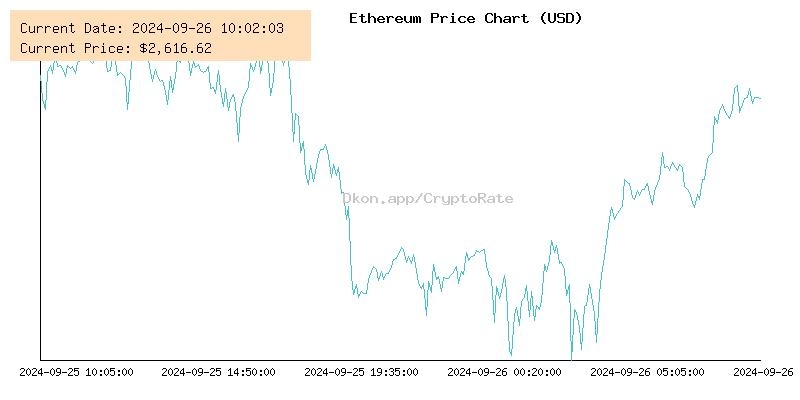 Ethereum Price Chart (USD)
Current Date: 2024-09-26 10:02:03
Current Price: $2,616.62
Dkon.app/CryptoRate
2024-09-25 10:05:00 2024-09-25 14:50:00 2024-09-25 19:35:00 2024-09-26 00:20:00 2024-09-26 05:05:00 2024-09-26